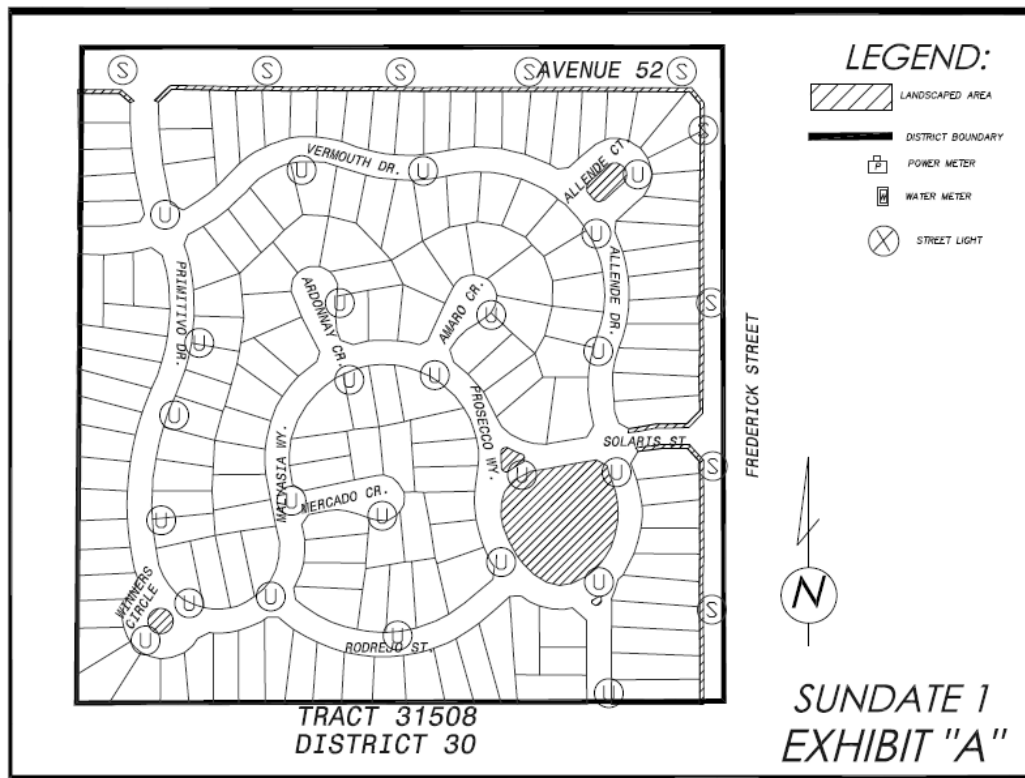 S S S S AVENUE 52 S
LEGEND:
LANDSCAPED AREA
DISTRICT BOUNDARY
P POWER METER
W WATER METER
X STREET LIGHT
S
VERMOUTH DR.
U U
ALLENDE CT
U
U
U
ALLENDE DR.
PRIMITIVO DR.
ARDONNAY CR.
U
AMARO CR.
U
S
FREDERICK STREET
U
U
U
U
PROSECCO WY.
U
SOLARIS ST
MALVASIA WY.
U
U
S
U
MERCADO CR.
U
U
U
U
WINNERS
CIRCLE
U
U
S
N
U
U
RODREJO ST.
U
TRACT 31508
DISTRICT 30
SUNDATE 1
EXHIBIT "A"